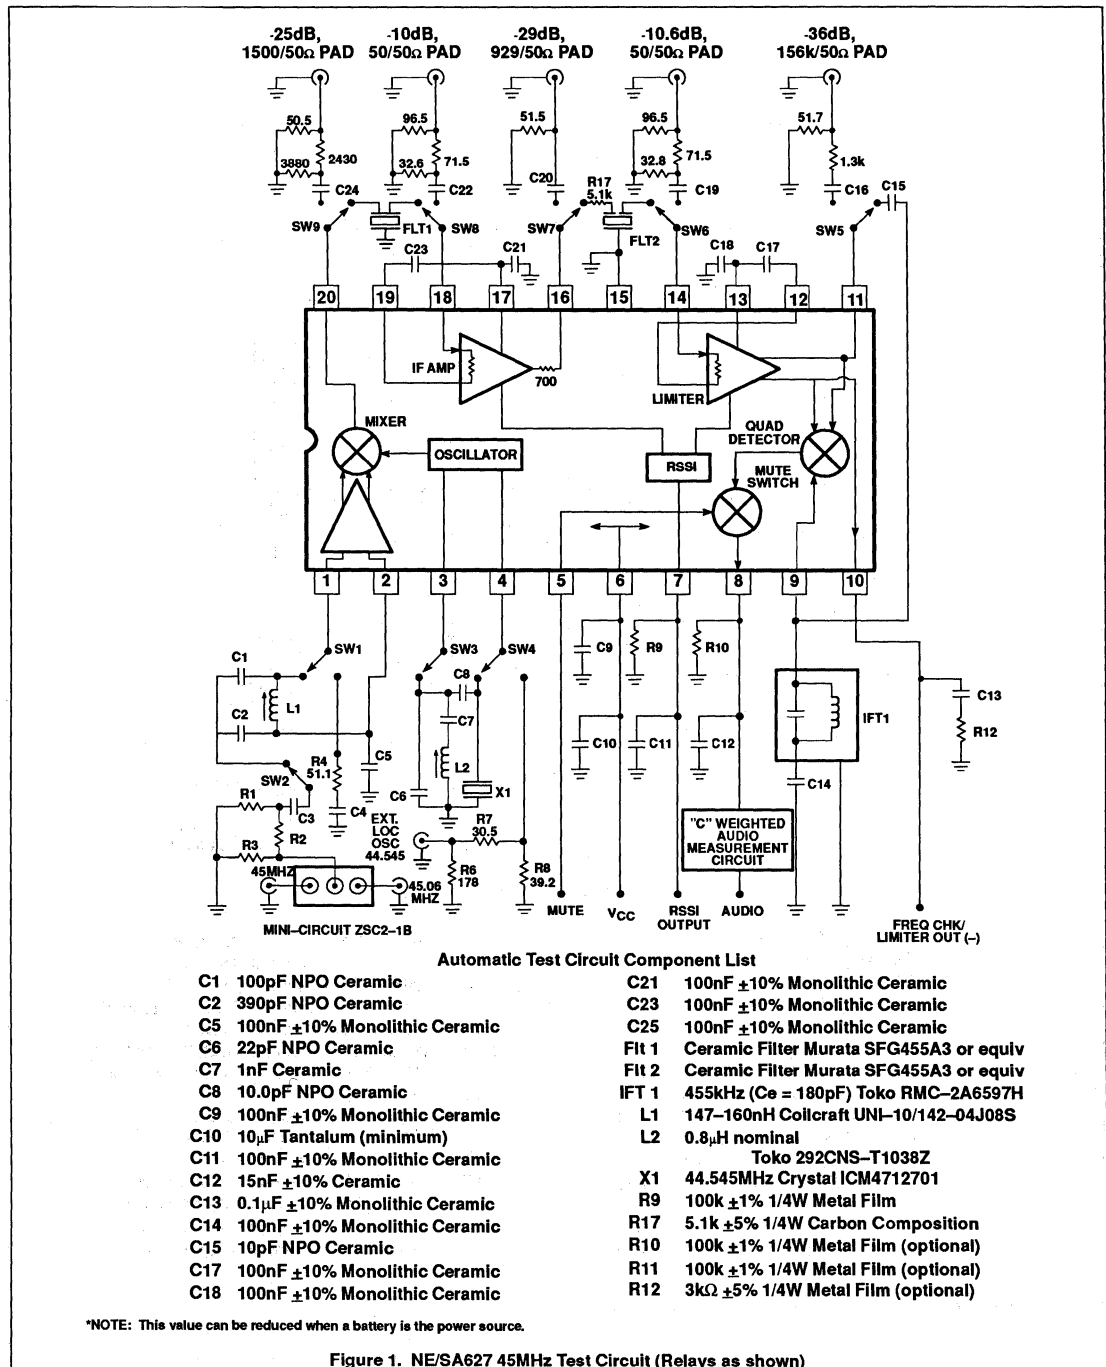 -25dB,
1500/50Ω PAD
-10dB,
50/50Ω PAD
-29dB,
929/50Ω PAD
-10.6dB,
50/50Ω PAD
-36dB,
156k/50Ω PAD
50.5
96.5
51.5
96.5
51.7
2430
3880
71.5
32.6
71.5
32.8
1.3k
C24
C22
C20
R17
5.1k
C19
C16
C15
SW9
FLT1
SW8
SW7
FLT2
SW6
SW5
C23
C21
C18
C17
20
19
18
17
16
15
14
13
12
11
IF AMP
700
LIMITER
MIXER
OSCILLATOR
RSSI
QUAD
DETECTOR
MUTE
SWITCH
1
2
3
4
5
6
7
8
9
10
SW1
SW3
SW4
C1
L1
C2
C8
C7
C9
R9
R10
IFT1
C13
R12
SW2
R4
51.1
C5
L2
C6
X1
C10
C11
C12
C14
R1
C3
R2
C4
R3
EXT.
LOC
OSC
44.545
R7
30.5
R6
178
R8
39.2
"C" WEIGHTED
AUDIO
MEASUREMENT
CIRCUIT
45MHZ
45.06
MHZ
MINI–CIRCUIT ZSC2–1B
MUTE
VCC
RSSI
OUTPUT
AUDIO
FREQ CHK/
LIMITER OUT (–)
Automatic Test Circuit Component List
C1 100pF NPO Ceramic
C2 390pF NPO Ceramic
C5 100nF ±10% Monolithic Ceramic
C6 22pF NPO Ceramic
C7 1nF Ceramic
C8 10.0pF NPO Ceramic
C9 100nF ±10% Monolithic Ceramic
C10 10μF Tantalum (minimum)
C11 100nF ±10% Monolithic Ceramic
C12 15nF ±10% Ceramic
C13 0.1μF ±10% Monolithic Ceramic
C14 100nF ±10% Monolithic Ceramic
C15 10pF NPO Ceramic
C17 100nF ±10% Monolithic Ceramic
C18 100nF ±10% Monolithic Ceramic
C21 100nF ±10% Monolithic Ceramic
C23 100nF ±10% Monolithic Ceramic
C25 100nF ±10% Monolithic Ceramic
Flt 1 Ceramic Filter Murata SFG455A3 or equiv
Flt 2 Ceramic Filter Murata SFG455A3 or equiv
IFT 1 455kHz (Ce = 180pF) Toko RMC–2A6597H
L1 147–160nH Coilcraft UNI–10/142–04J08S
L2 0.8μH nominal
Toko 292CNS–T1038Z
X1 44.545MHz Crystal ICM4712701
R9 100k ±1% 1/4W Metal Film
R17 5.1k ±5% 1/4W Carbon Composition
R10 100k ±1% 1/4W Metal Film (optional)
R11 100k ±1% 1/4W Metal Film (optional)
R12 3kΩ ±5% 1/4W Metal Film (optional)
*NOTE: This value can be reduced when a battery is the power source.
Figure 1. NE/SA627 45MHz Test Circuit (Relays as shown)